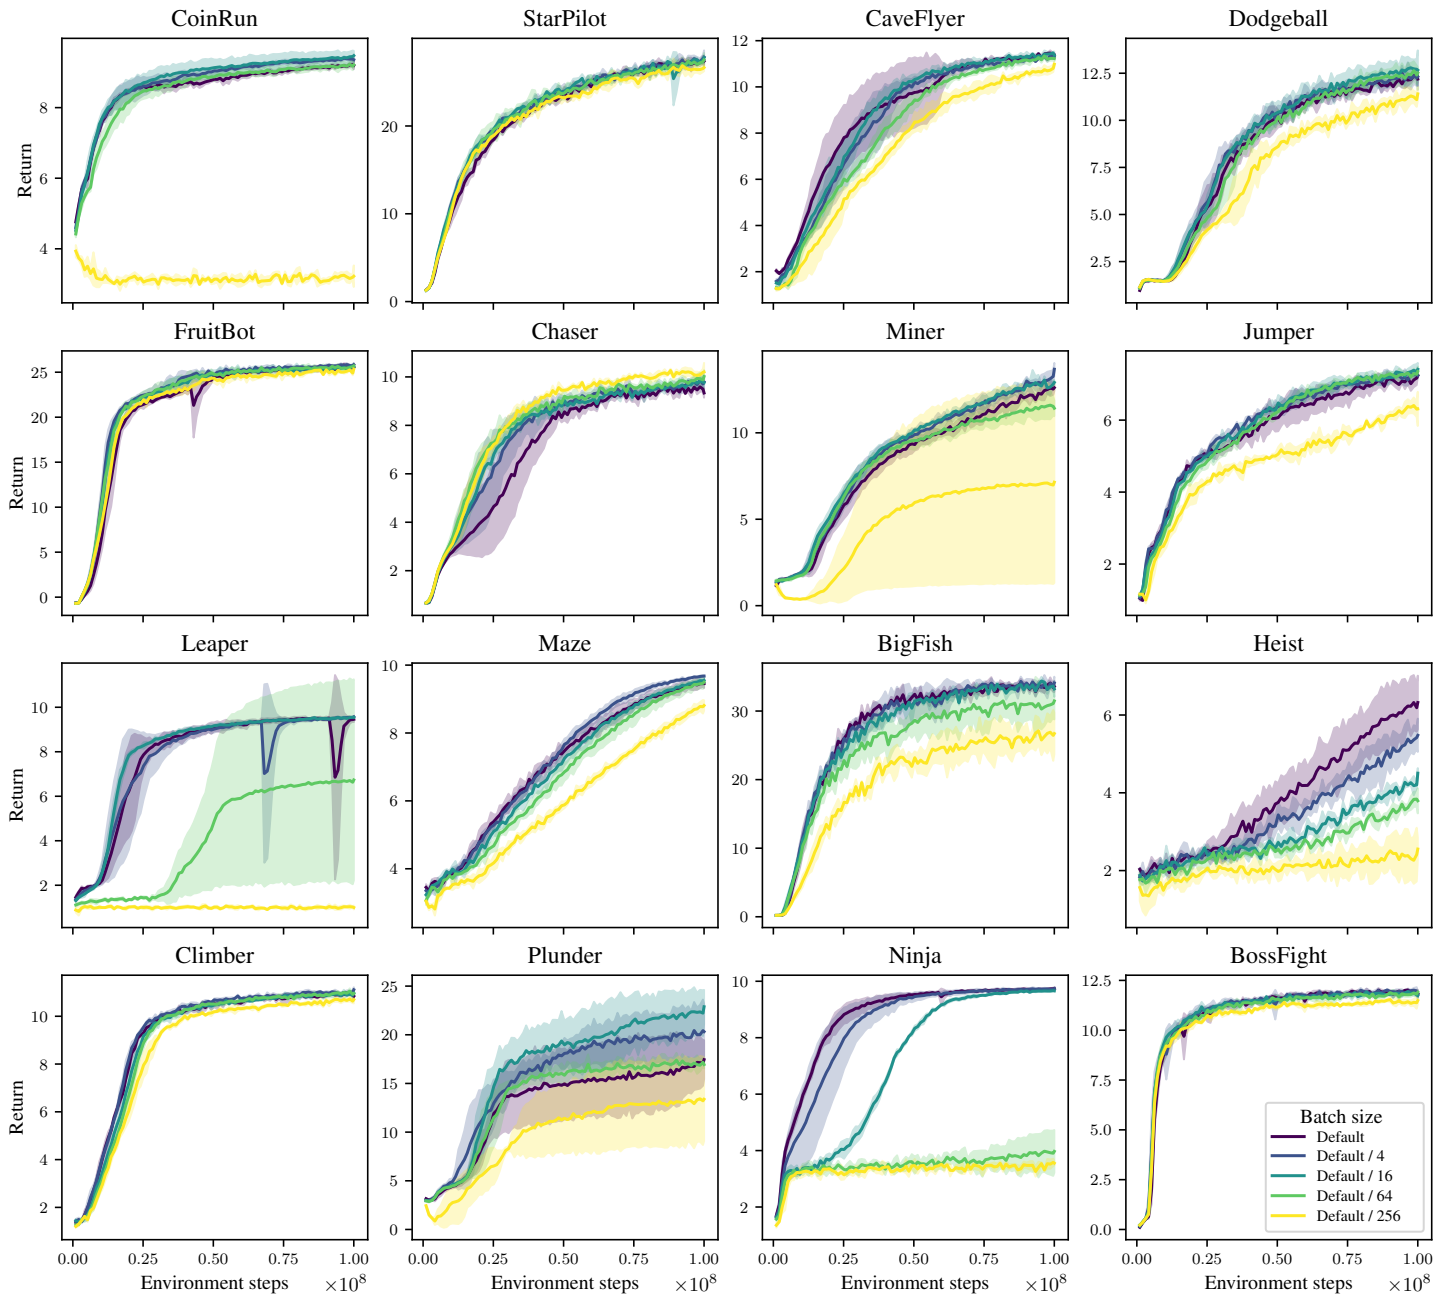 CoinRun
StarPilot
CaveFlyer
Dodgeball
Return
8
6
4
20
10
0
12
10
8
6
4
2
12.5
10.0
7.5
5.0
2.5
FruitBot
Chaser
Miner
Jumper
Return
25
20
15
10
5
0
10
8
6
4
2
10
5
0
6
4
2
Leaper
Maze
BigFish
Heist
Return
10
8
6
4
2
10
8
6
4
30
20
10
0
6
4
2
Climber
Plunder
Ninja
BossFight
Return
10
8
6
4
2
25
20
15
10
5
0
10
8
6
4
2
12.5
10.0
7.5
5.0
2.5
0.0
Batch size
Default
Default / 4
Default / 16
Default / 64
Default / 256
0.00 0.25 0.50 0.75 1.00
0.00 0.25 0.50 0.75 1.00
0.00 0.25 0.50 0.75 1.00
0.00 0.25 0.50 0.75 1.00
Environment steps ×10⁸
Environment steps ×10⁸
Environment steps ×10⁸
Environment steps ×10⁸